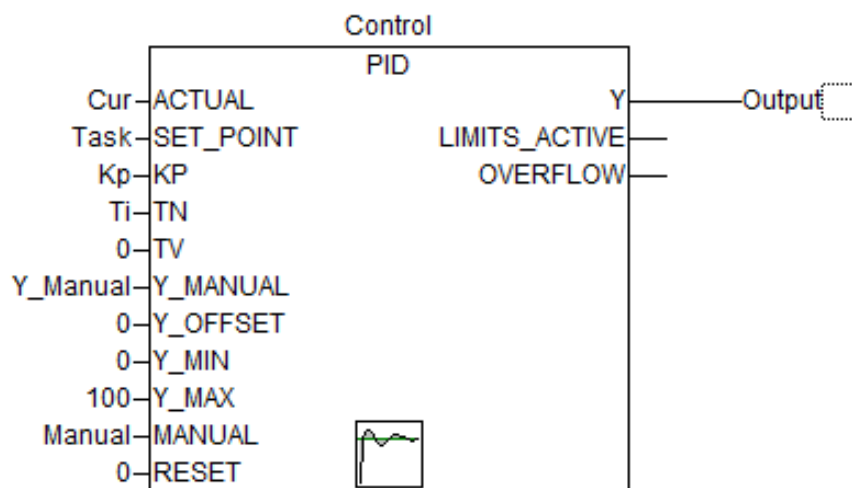 Control
PID
Cur ACTUAL Y Output
Task SET_POINT LIMITS_ACTIVE
Kp KP OVERFLOW
Ti TN
0 TV
Y_Manual Y_MANUAL
0 Y_OFFSET
0 Y_MIN
100 Y_MAX
Manual MANUAL
0 RESET